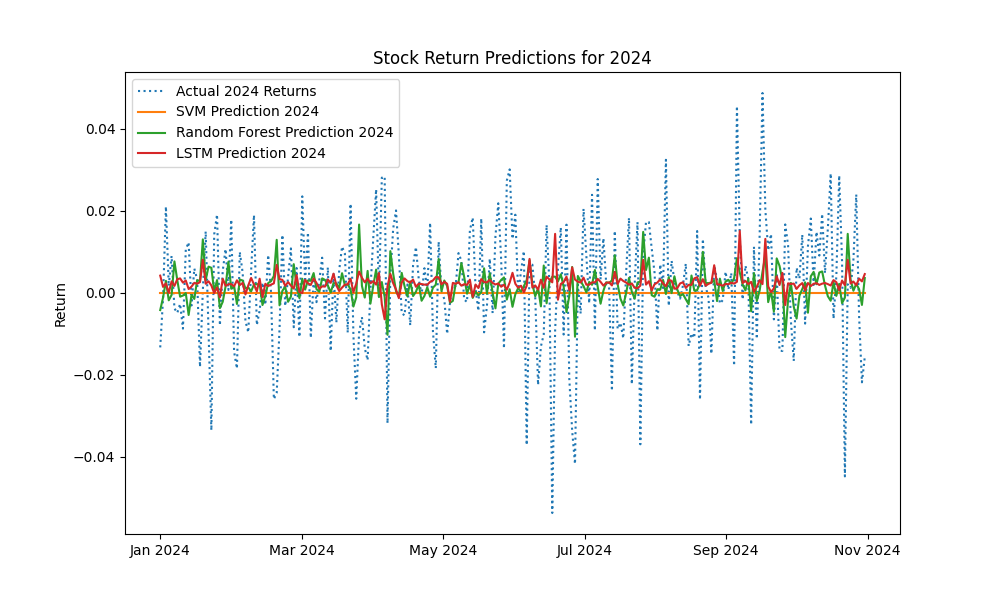 Stock Return Predictions for 2024
Actual 2024 Returns
SVM Prediction 2024
Random Forest Prediction 2024
LSTM Prediction 2024
Return
0.04
0.02
0.00
−0.02
−0.04
Jan 2024 Mar 2024 May 2024 Jul 2024 Sep 2024 Nov 2024